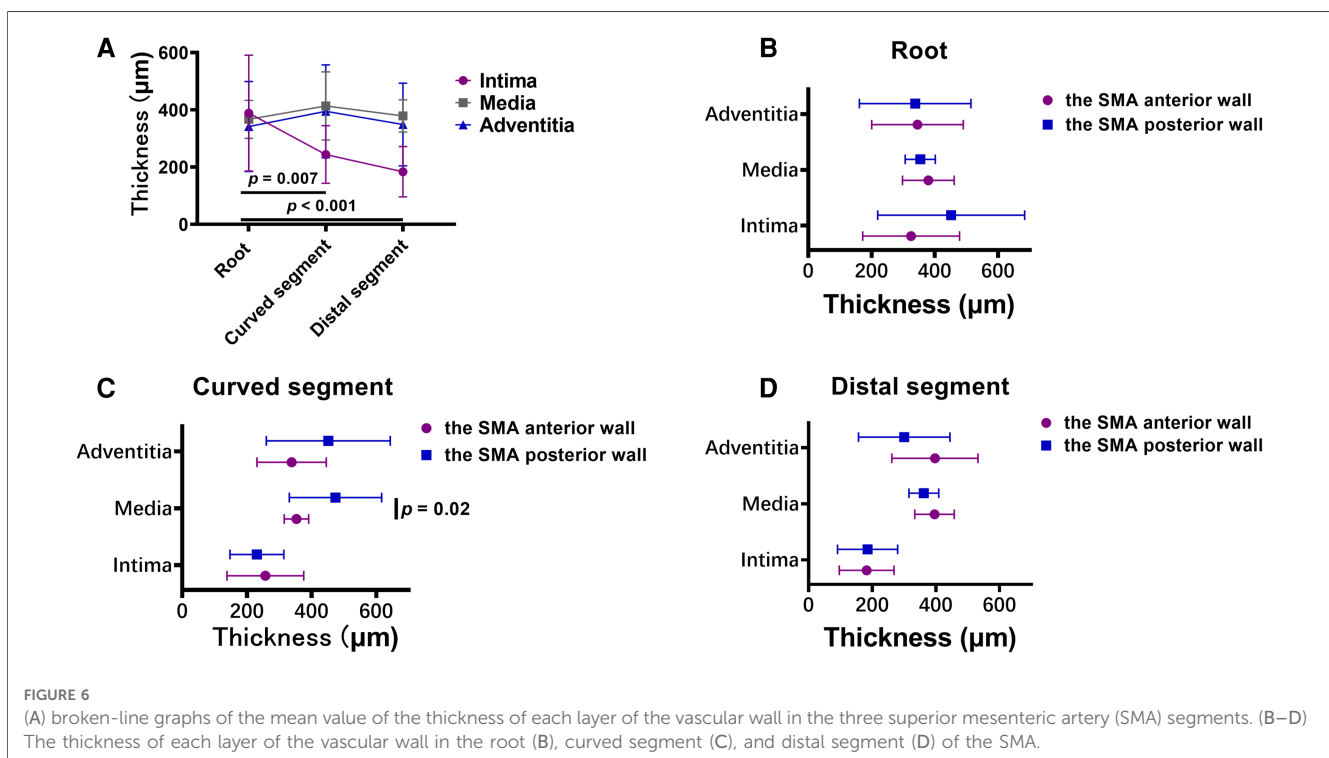 A
600
400
200
0
Thickness (μm)
p = 0.007
p < 0.001
Root
Curved segment
Distal segment
Intima
Media
Adventitia
B
Root
Adventitia
Media
Intima
0 200 400 600
Thickness (μm)
the SMA anterior wall
the SMA posterior wall
C
Curved segment
Adventitia
Media
Intima
p = 0.02
0 200 400 600
Thickness (μm)
the SMA anterior wall
the SMA posterior wall
D
Distal segment
Adventitia
Media
Intima
0 200 400 600
Thickness (μm)
the SMA anterior wall
the SMA posterior wall
FIGURE 6
(A) broken-line graphs of the mean value of the thickness of each layer of the vascular wall in the three superior mesenteric artery (SMA) segments. (B–D)
The thickness of each layer of the vascular wall in the root (B), curved segment (C), and distal segment (D) of the SMA.